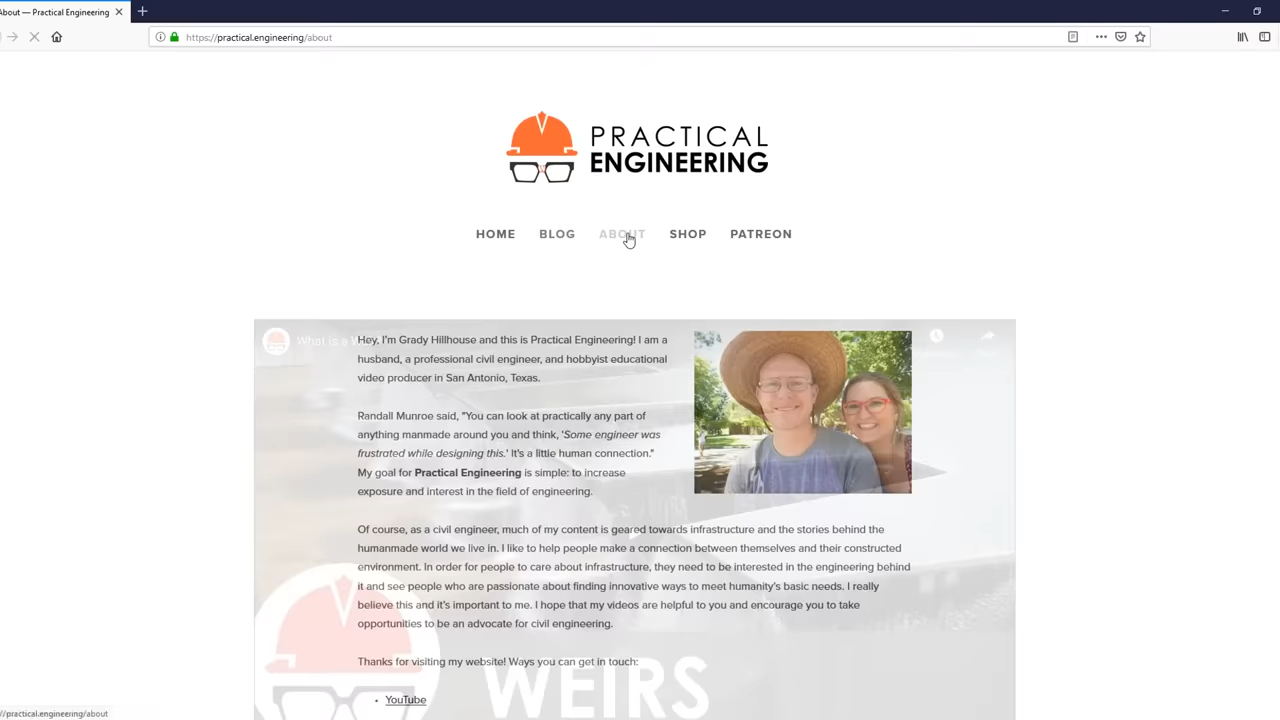 About — Practical Engineering
https://practical.engineering/about
PRACTICAL
ENGINEERING
HOME BLOG ABOUT SHOP PATREON
What is a W
Hey, I'm Grady Hillhouse and this is Practical Engineering! I am a
husband, a professional civil engineer, and hobbyist educational
video producer in San Antonio, Texas.
Randall Munroe said, "You can look at practically any part of
anything manmade around you and think, 'Some engineer was
frustrated while designing this.' It's a little human connection."
My goal for Practical Engineering is simple: to increase
exposure and interest in the field of engineering.
Of course, as a civil engineer, much of my content is geared towards infrastructure and the stories behind the
humanmade world we live in. I like to help people make a connection between themselves and their constructed
environment. In order for people to care about infrastructure, they need to be interested in the engineering behind
it and see people who are passionate about finding innovative ways to meet humanity's basic needs. I really
believe this and it's important to me. I hope that my videos are helpful to you and encourage you to take
opportunities to be an advocate for civil engineering.
Thanks for visiting my website! Ways you can get in touch:
WEIRS
• YouTube
//practical.engineering/about